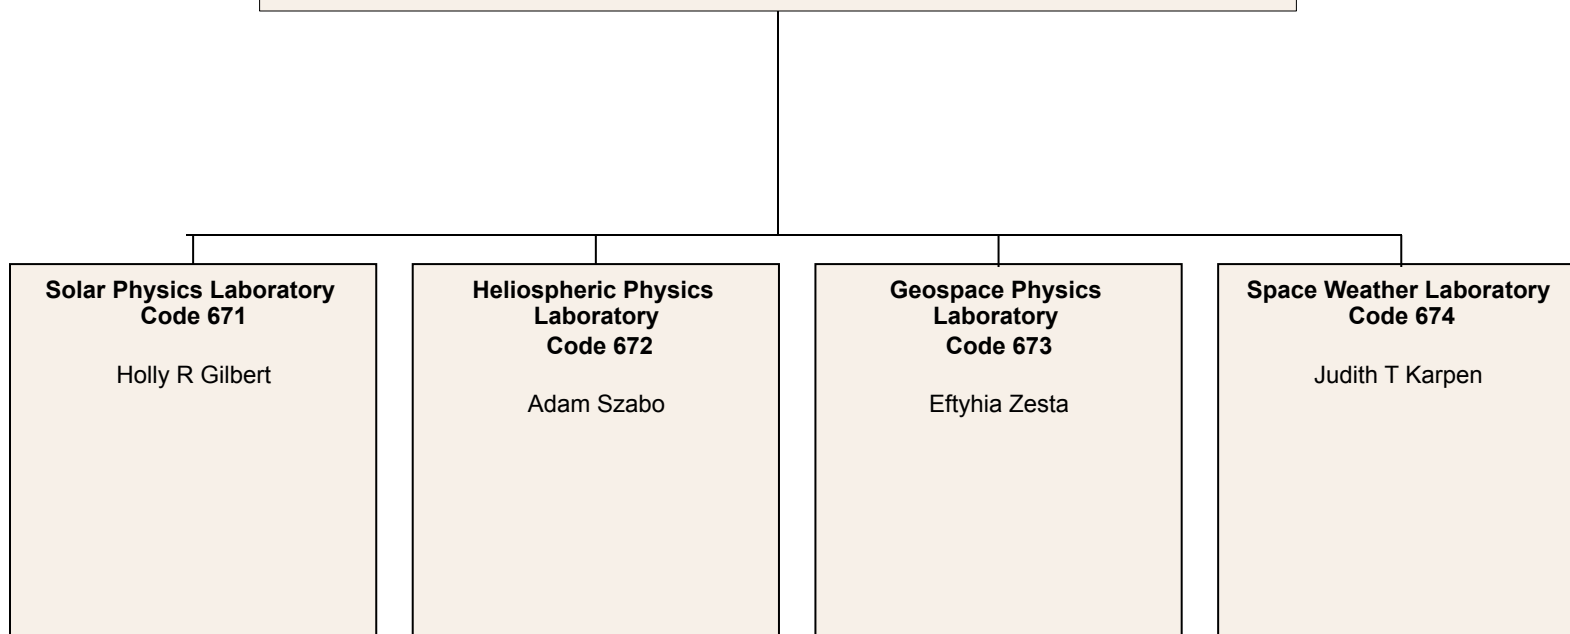 Solar Physics Laboratory
Code 671
Holly R Gilbert
Heliospheric Physics
Laboratory
Code 672
Adam Szabo
Geospace Physics
Laboratory
Code 673
Eftyhia Zesta
Space Weather Laboratory
Code 674
Judith T Karpen